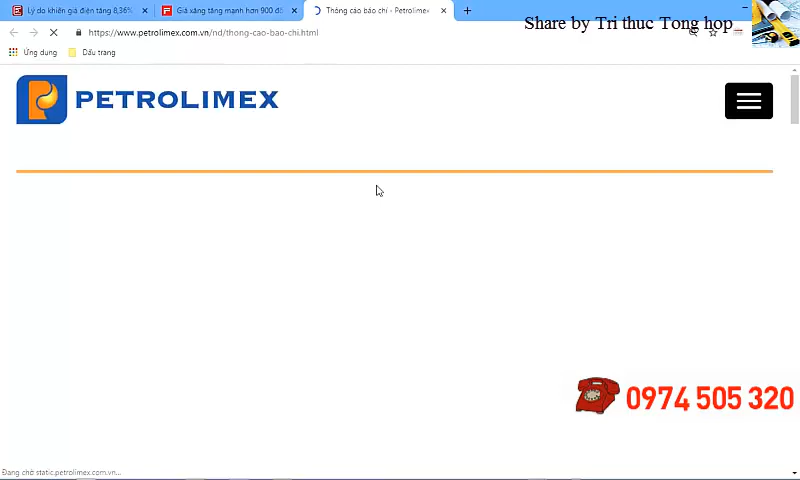 Lý do khiến giá điện tăng 8,36%
Giá xăng tăng mạnh hơn 900 đồ
Thông cáo báo chí - Petrolimex
Share by Tri thuc Tong hop
https://www.petrolimex.com.vn/nd/thong-cao-bao-chi.html
Ứng dụng
Dấu trang
PETROLIMEX
0974 505 320
Đang chờ static.petrolimex.com.vn...